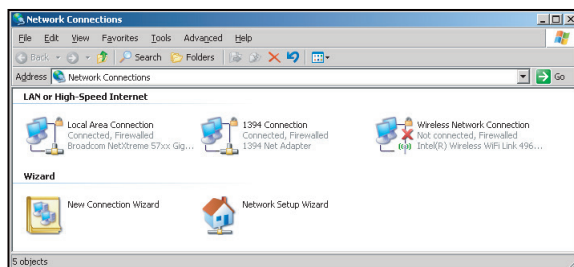 Network Connections
File Edit View Favorites Tools Advanced Help
Back Search Folders
Address Network Connections Go
LAN or High-Speed Internet
Local Area Connection
Connected, Firewalled
Broadcom NetXtreme 57xx Gig...
1394 Connection
Connected, Firewalled
1394 Net Adapter
Wireless Network Connection
Not connected, Firewalled
Intel(R) Wireless WiFi Link 496...
Wizard
New Connection Wizard
Network Setup Wizard
5 objects